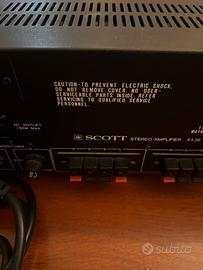 CAUTION-TO PREVENT ELECTRIC SHOCK,
DO NOT REMOVE COVER. NO USER-
SERVICEABLE PARTS INSIDE. REFER
SERVICING TO QUALIFIED SERVICE
PERSONNEL.
AC OUTLET
150W MAX
SCOTT STEREO AMPLIFIER
subito